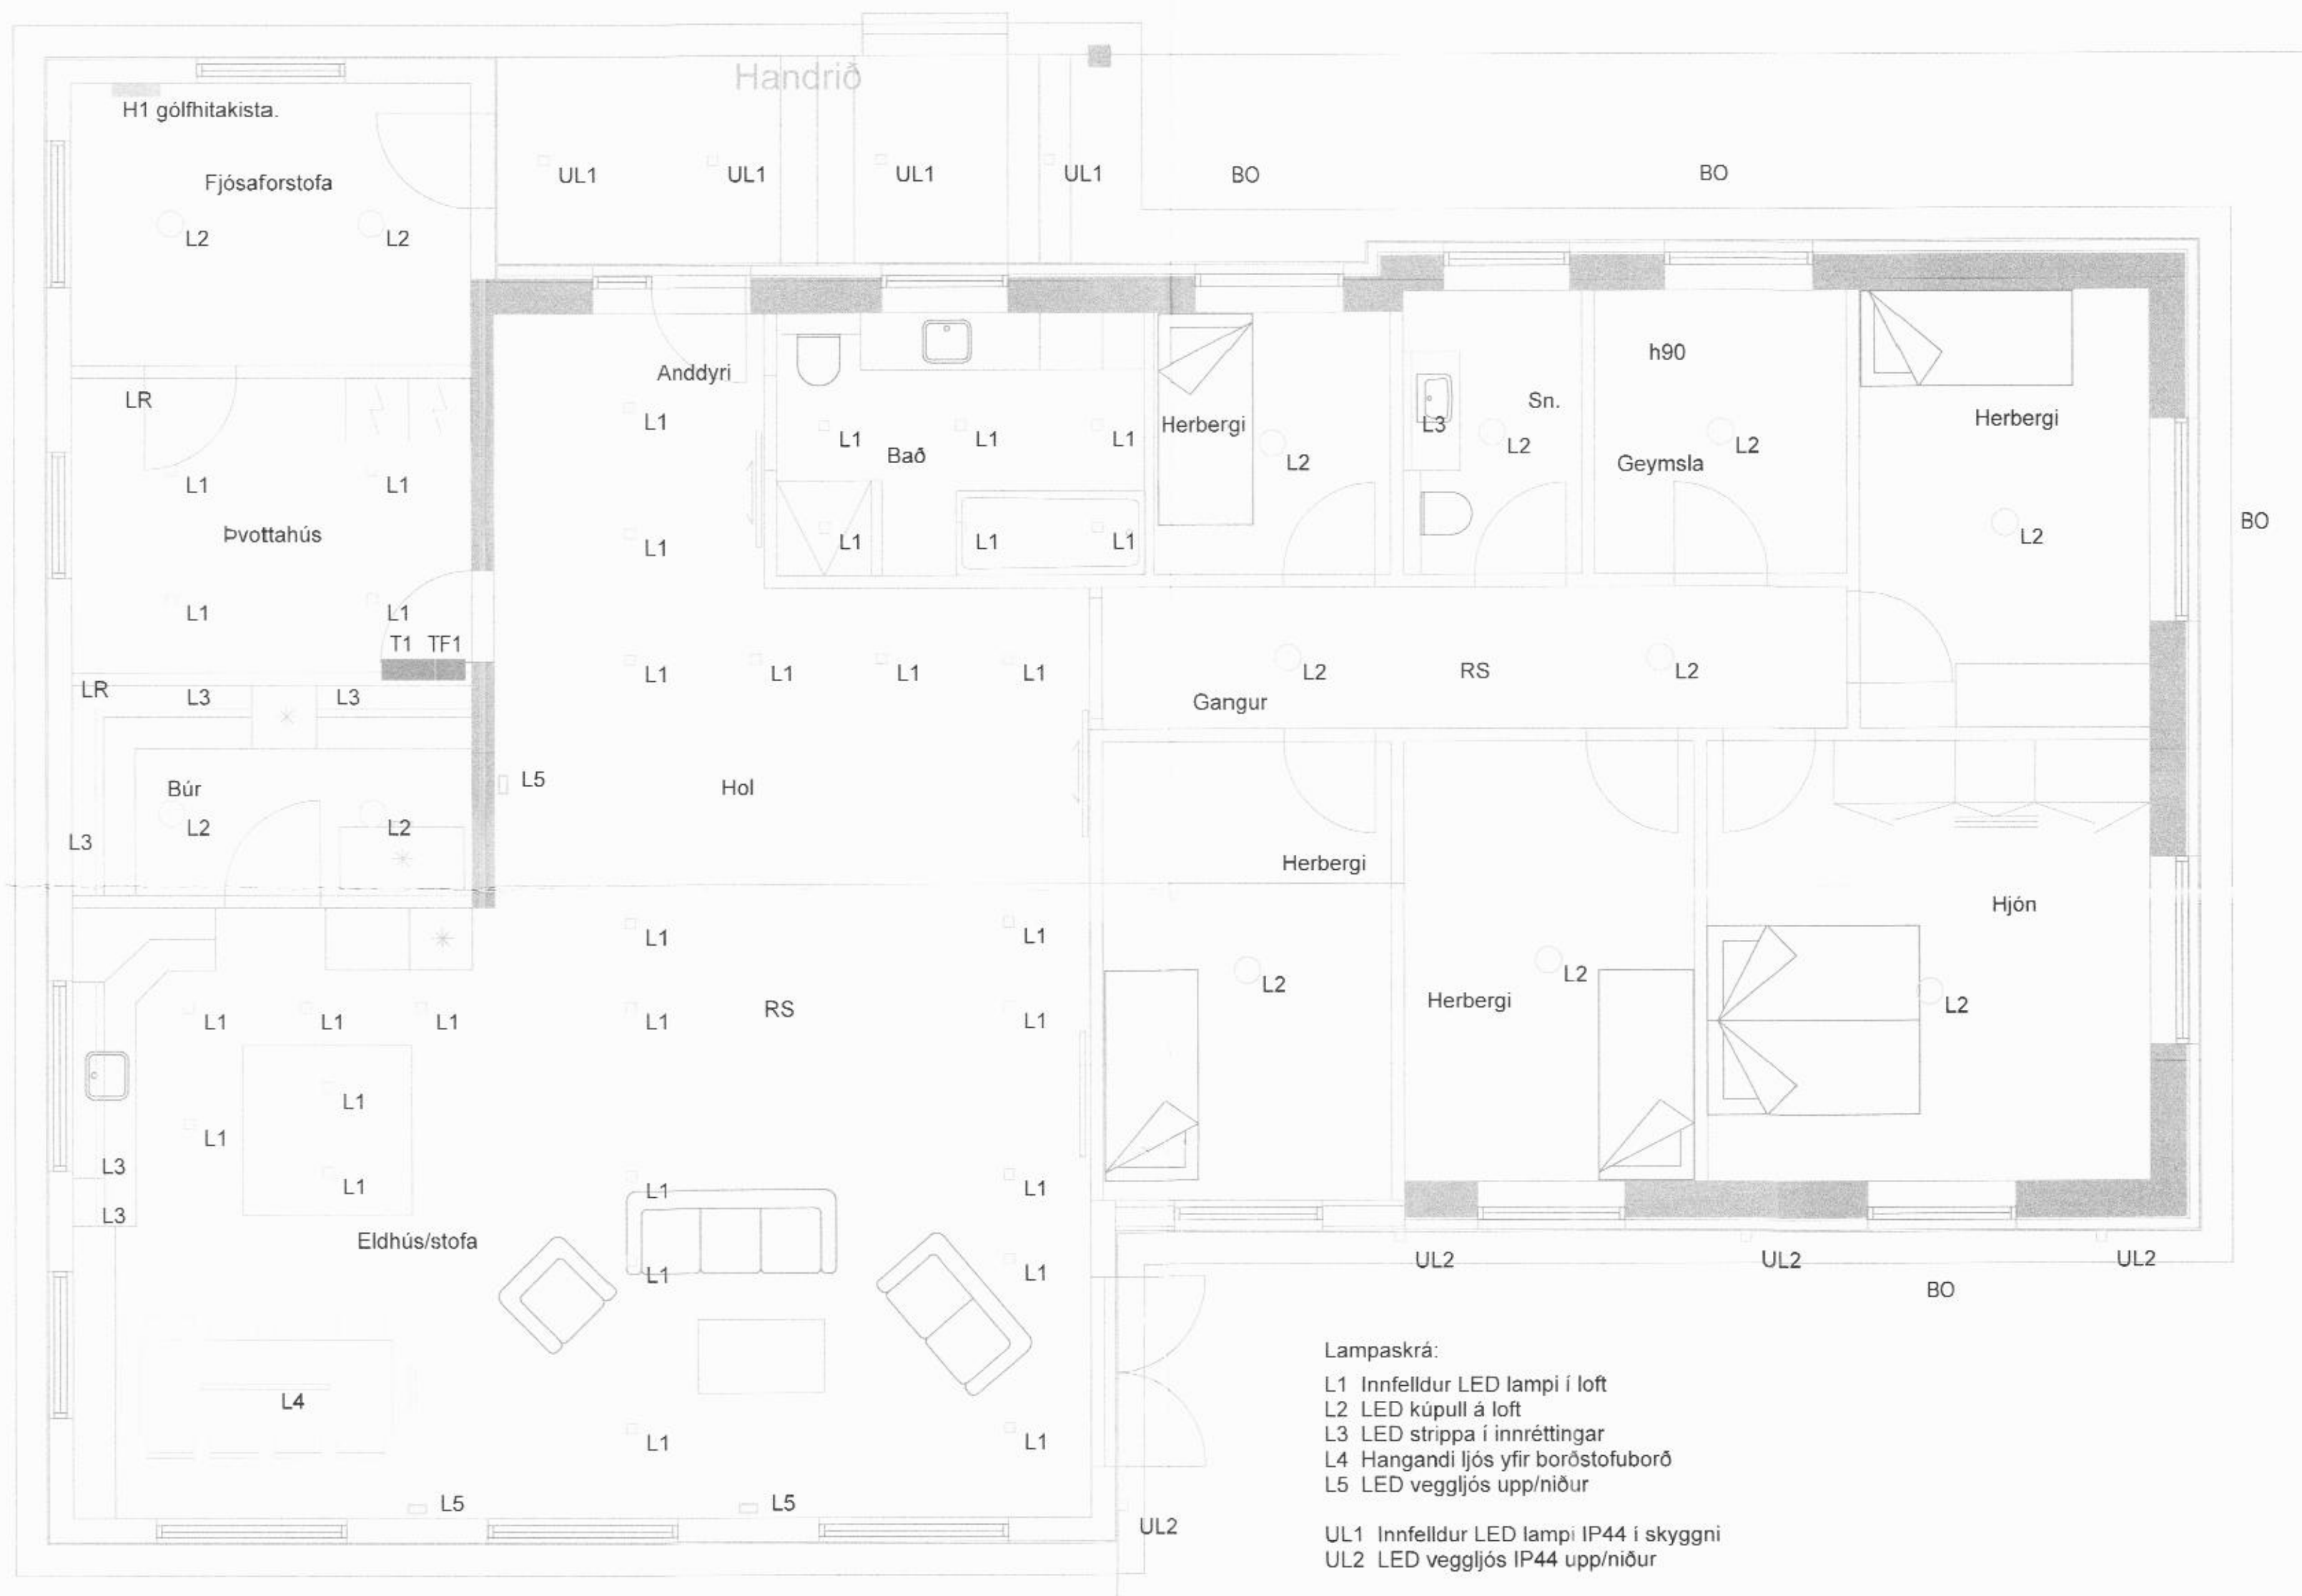 Handrið
H1 gólfhitakista.
UL1 UL1 UL1 UL1 BO BO
Fjósaforstofa
L2 L2
h90
Anddyri
LR
L1 L3 Sn. Herbergi
Herbergi
L1 L1 L1 L2 L2 L2
Bað
Geymsla
L1 L1
BO
Þvottahús L2
L1 L1 L1 L1
L1 L1
T1 TF1
L1 L1 L1 L1 L2 RS L2
LR L3 L3
Gangur
L5 Hol
Búr
L2 L2
L3
Herbergi
Hjón
L1 L1
L2 L2
Herbergi L2
RS
L1 L1 L1 L1 L1
L1
L1
L3
L1 L1 L1
L3
Eldhús/stofa
UL2 UL2 UL2
L1 L1
BO
L4
L1 L1
L5 L5
UL2
Lampaskrá:
L1 Innfelldur LED lampi í loft
L2 LED kúpull á loft
L3 LED strippa í innréttingar
L4 Hangandi ljós yfir borðstofuborð
L5 LED veggljós upp/niður
UL1 Innfelldur LED lampi IP44 í skyggni
UL2 LED veggljós IP44 upp/niður